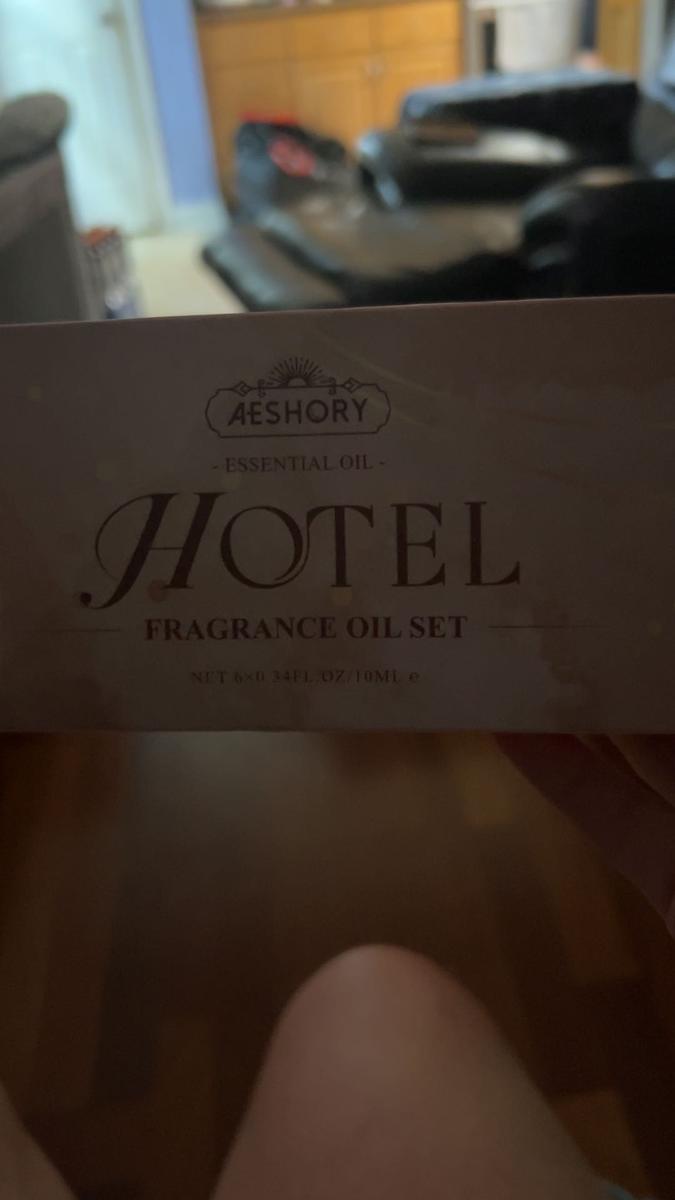 AESHORY
- ESSENTIAL OIL -
HOTEL
FRAGRANCE OIL SET
NET 6×0.34FL.OZ/10ML e